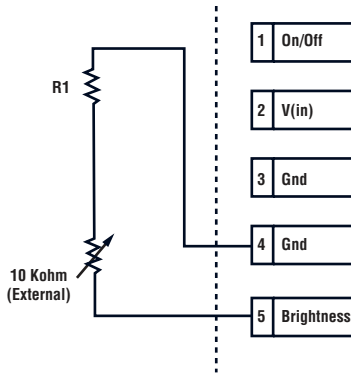 1 On/Off
R1
2 V(in)
3 Gnd
4 Gnd
10 Kohm
(External)
5 Brightness